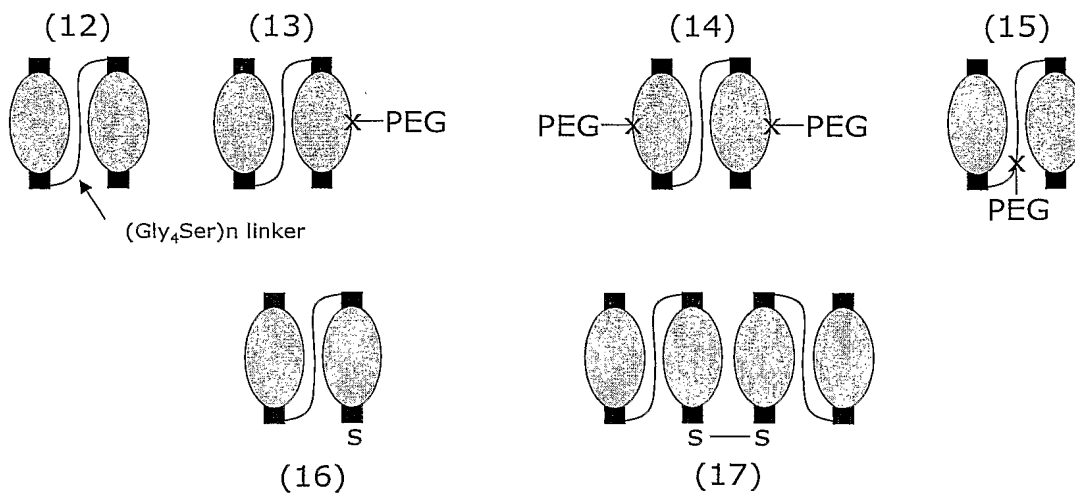 (12) (13) (14) (15)
X—PEG
PEG—X X—PEG
X
PEG
(Gly₄Ser)n linker
S
S — S
(16) (17)